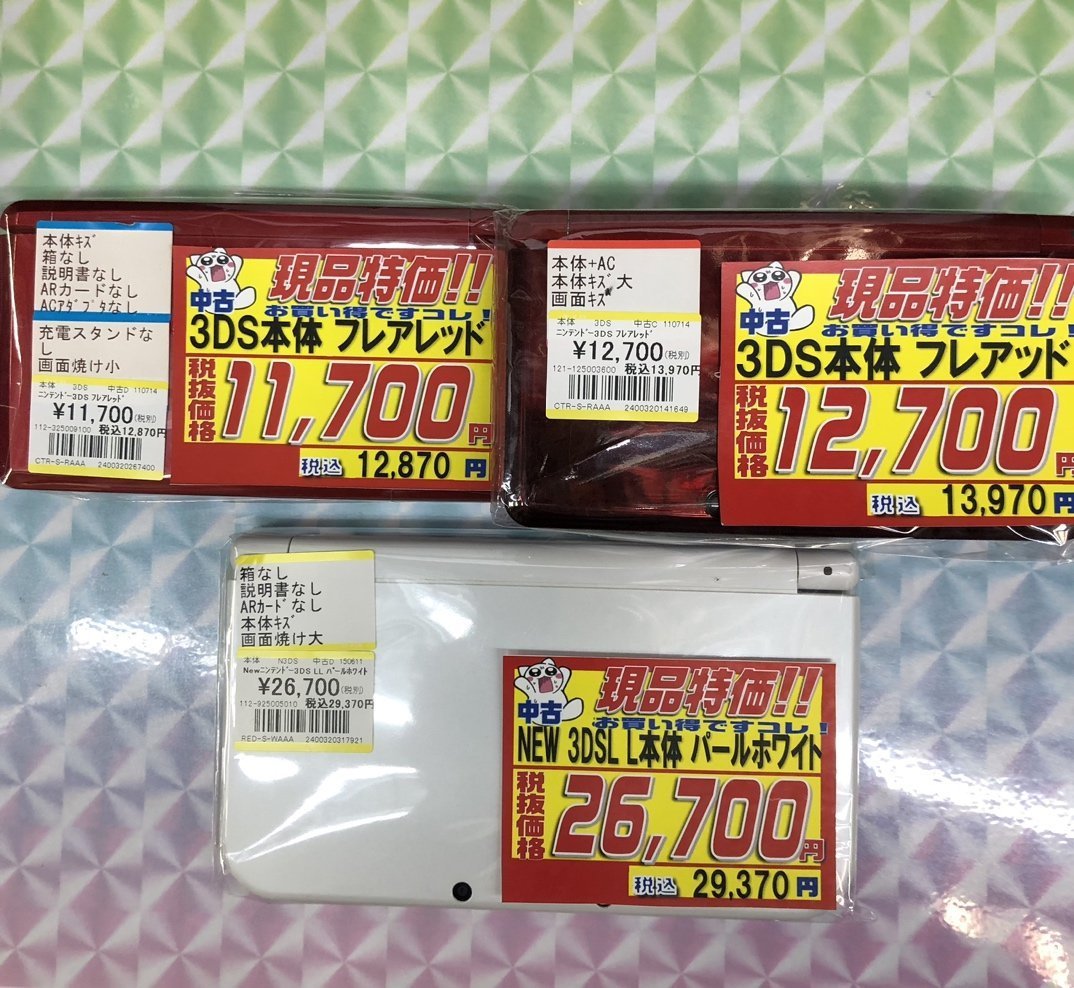 本体ｷｽﾞ
箱なし
説明書なし
ARカードなし
ACｱﾀﾞﾌﾟﾀなし
充電スタンドな
し
画面焼け小
本体 3DS 中古D 110714
ﾆﾝﾃﾝﾄﾞｰ3DS ﾌﾚｱﾚｯﾄﾞ
¥11,700(税別)
112-325009100 税込12,870円
CTR-S-RAAA 2400320267400
現品特価!!
中古 お買い得ですコレ！
3DS本体 フレアレッド
税抜価格 11,700円
税込 12,870 円
本体+AC
本体ｷｽﾞ大
画面ｷｽﾞ
本体 3DS 中古C 110714
ﾆﾝﾃﾝﾄﾞｰ3DS ﾌﾚｱﾚｯﾄﾞ
¥12,700(税別)
121-125003600 税込13,970円
CTR-S-RAAA 2400320141649
現品特価!!
中古 お買い得ですコレ！
3DS本体 フレアッド
税抜価格 12,700円
税込 13,970円
箱なし
説明書なし
ARｶｰﾄﾞなし
本体ｷｽﾞ
画面焼け大
本体 N3DS 中古D 150611
Newﾆﾝﾃﾝﾄﾞｰ3DS LL ﾊﾟｰﾙﾎﾜｲﾄ
¥26,700(税別)
112-925005010 税込29,370円
RED-S-WAAA 2400320317921
現品特価!!
中古 お買い得ですコレ！
NEW 3DSL L本体 パールホワイト
税抜価格 26,700円
税込 29,370 円